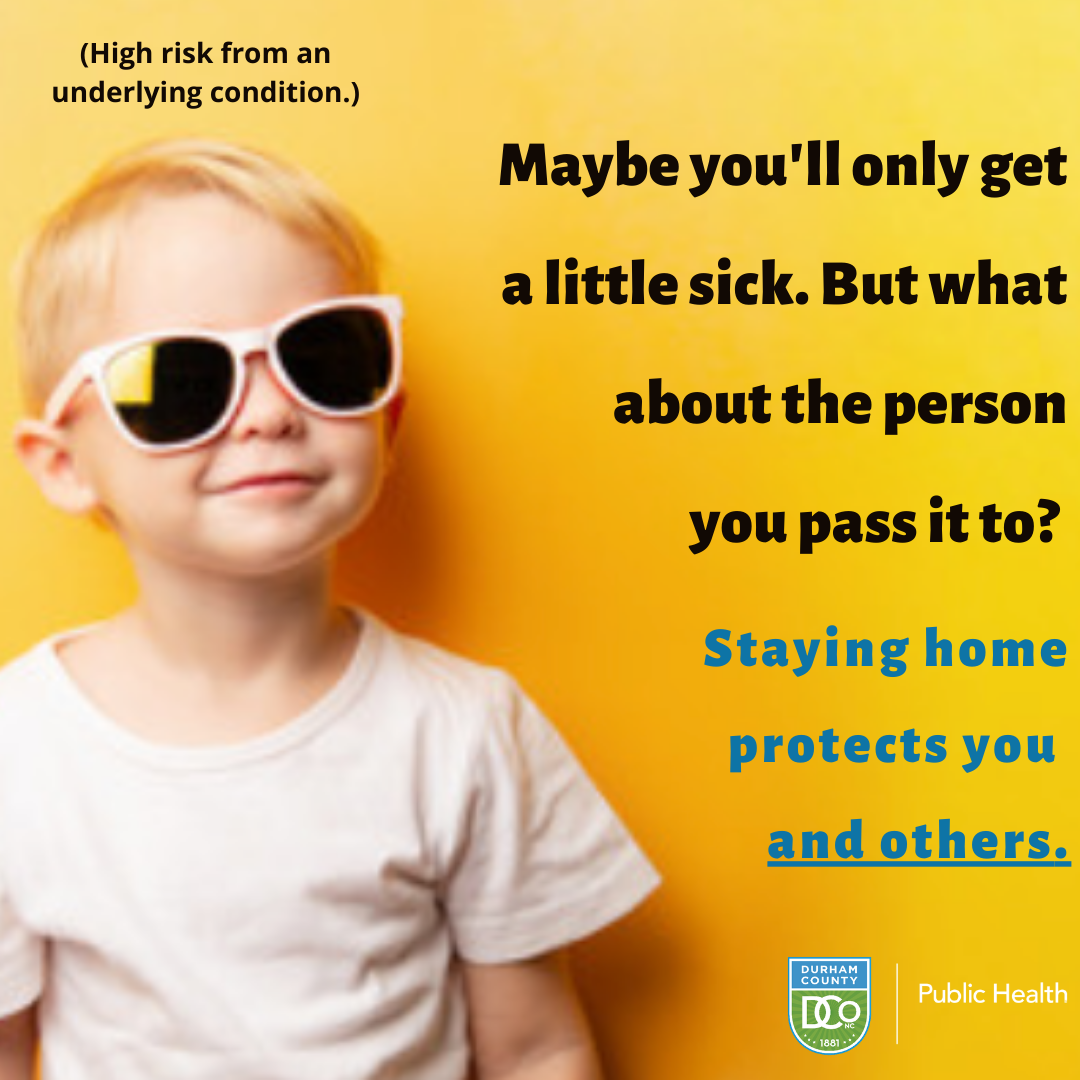 (High risk from an
underlying condition.)
Maybe you'll only get
a little sick. But what
about the person
you pass it to?
Staying home
protects you
and others.
DURHAM
COUNTY
DCo
NC
1881
Public Health